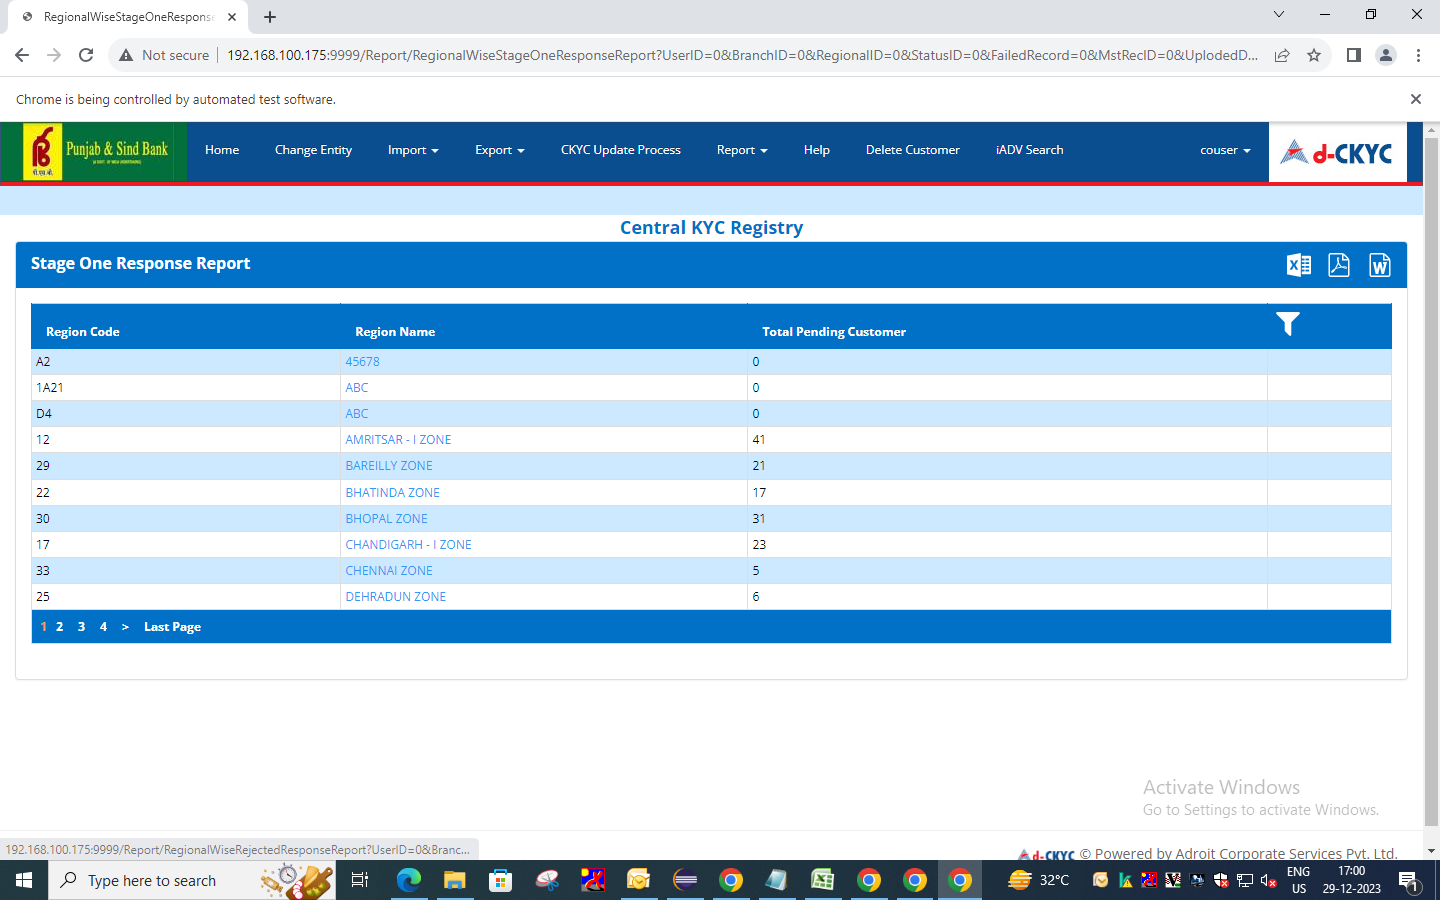 RegionalWiseStageOneResponse
Not secure
192.168.100.175:9999/Report/RegionalWiseStageOneResponseReport?UserID=0&BranchID=0&RegionalID=0&StatusID=0&FailedRecord=0&MstRecID=0&UplodedD...
Chrome is being controlled by automated test software.
Punjab & Sind Bank
Home
Change Entity
Import
Export
CKYC Update Process
Report
Help
Delete Customer
iADV Search
couser
d-CKYC
Central KYC Registry
Stage One Response Report
Region Code Region Name Total Pending Customer
A2 45678 0
1A21 ABC 0
D4 ABC 0
12 AMRITSAR - I ZONE 41
29 BAREILLY ZONE 21
22 BHATINDA ZONE 17
30 BHOPAL ZONE 31
17 CHANDIGARH - I ZONE 23
33 CHENNAI ZONE 5
25 DEHRADUN ZONE 6
1 2 3 4 > Last Page
Activate Windows
Go to Settings to activate Windows.
192.168.100.175:9999/Report/RegionalWiseRejectedResponseReport?UserID=0&Branc...
d-CKYC © Powered by Adroit Corporate Services Pvt. Ltd.
Type here to search
32°C
ENG
US
17:00
29-12-2023
1